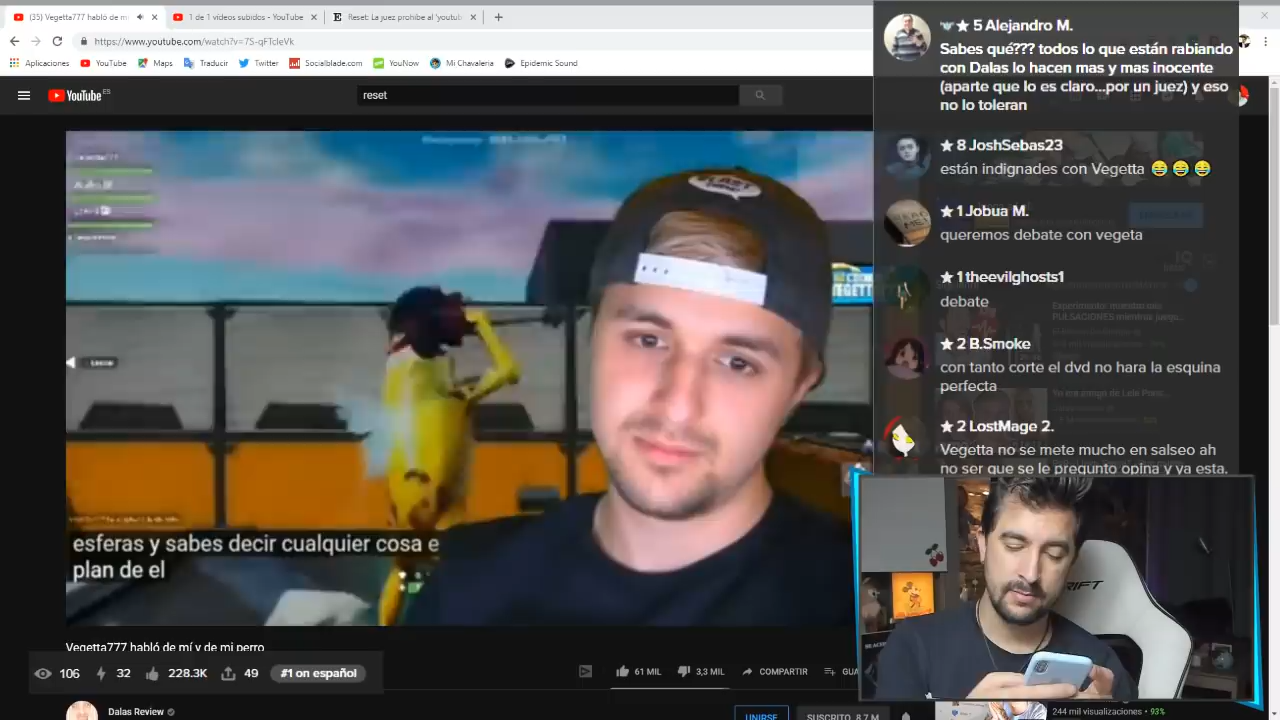 (35) Vegetta777 habló de m
1 de 1 vídeos subidos - YouTube
Reset: La juez prohíbe al 'youtub
https://www.youtube.com/watch?v=7S-qFTcleVk
Aplicaciones
YouTube
Maps
Traducir
Twitter
Socialblade.com
YouNow
Mi Chavaleria
Epidemic Sound
YouTube ES
reset
5 Alejandro M.
Sabes qué??? todos lo que están rabiando
con Dalas lo hacen mas y mas inocente
(aparte que lo es claro...por un juez) y eso
no lo toleran
8 JoshSebas23
están indignades con Vegetta 😂 😂 😂
1 Jobua M.
queremos debate con vegeta
1 theevilghosts1
debate
2 B.Smoke
con tanto corte el dvd no hara la esquina
perfecta
2 LostMage 2.
Vegetta no se mete mucho en salseo ah
no ser que se le pregunto opina y ya esta.
esferas y sabes decir cualquier cosa e
plan de el
Vegetta777 habló de mí y de mi perro
106
32
228.3K
49
#1 on español
61 MIL
3,3 MIL
COMPARTIR
GUA
Dalas Review
UNIRSE
SUSCRITO 8,7 M
244 mil visualizaciones • 93%